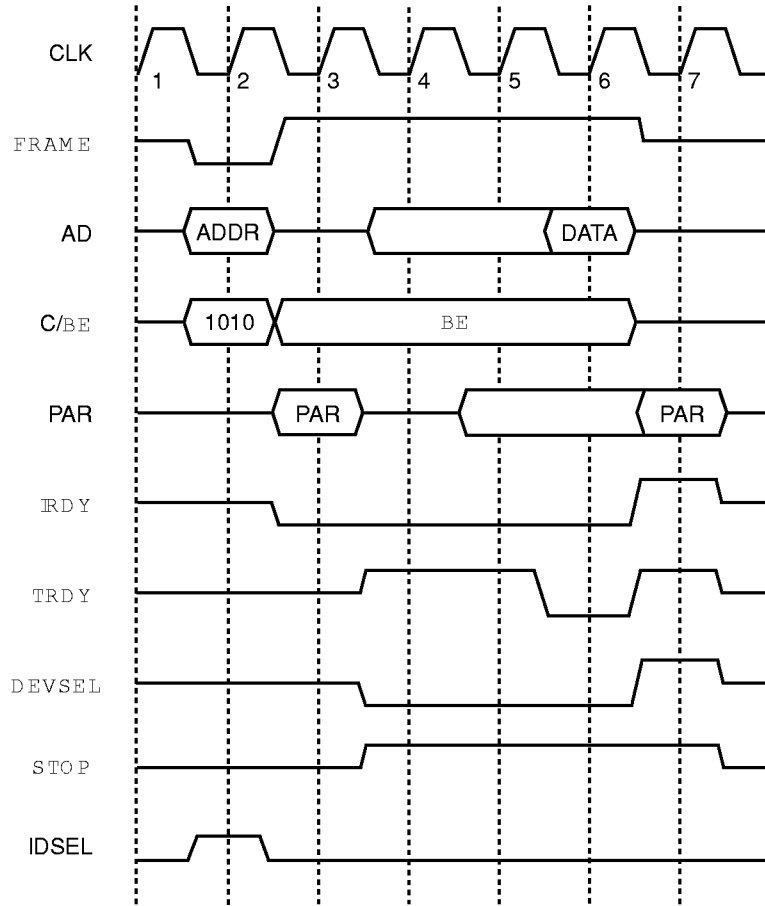 CLK
1 2 3 4 5 6 7
FRAME
AD
ADDR
DATA
C/BE
1010
BE
PAR
PAR
PAR
IRDY
TRDY
DEVSEL
STOP
IDSEL